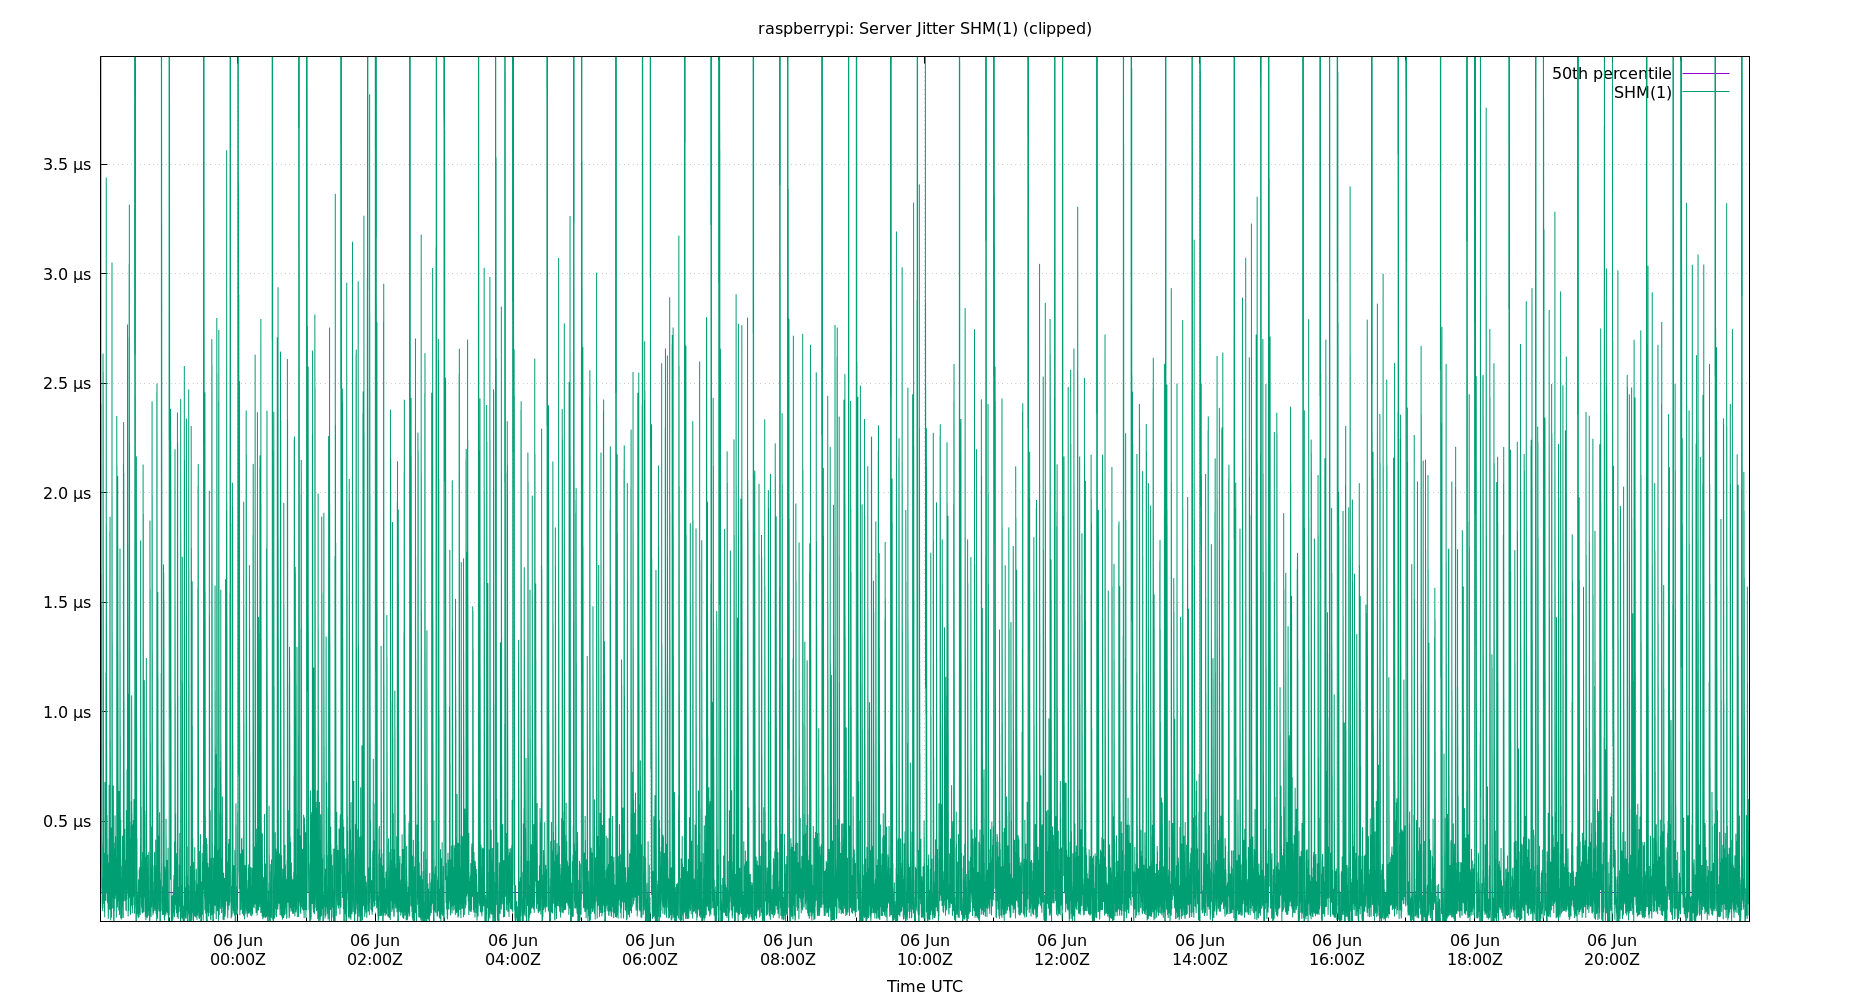 raspberrypi: Server Jitter SHM(1) (clipped)
50th percentile
SHM(1)
3.5 μs
3.0 μs
2.5 μs
2.0 μs
1.5 μs
1.0 μs
0.5 μs
06 Jun 06 Jun 06 Jun 06 Jun 06 Jun 06 Jun 06 Jun 06 Jun 06 Jun 06 Jun 06 Jun
00:00Z 02:00Z 04:00Z 06:00Z 08:00Z 10:00Z 12:00Z 14:00Z 16:00Z 18:00Z 20:00Z
Time UTC